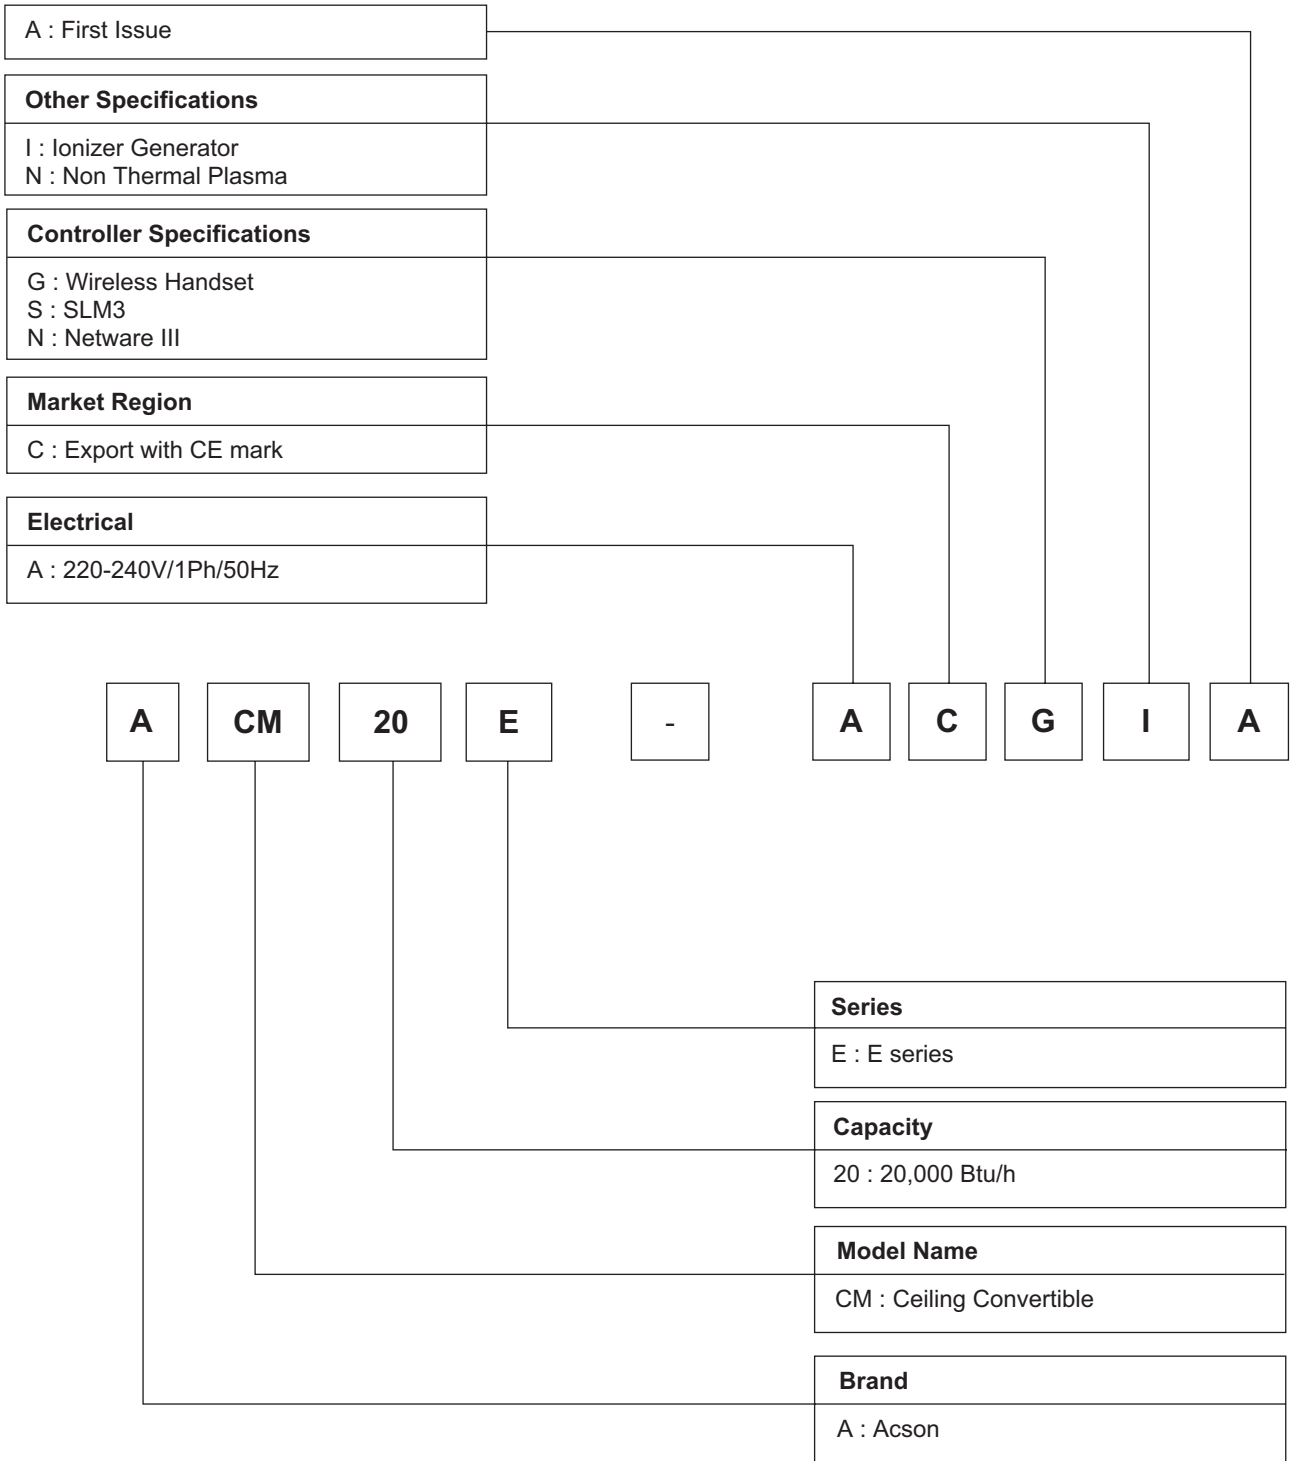 A : First Issue
Other Specifications
I : Ionizer Generator
N : Non Thermal Plasma
Controller Specifications
G : Wireless Handset
S : SLM3
N : Netware III
Market Region
C : Export with CE mark
Electrical
A : 220-240V/1Ph/50Hz
A CM 20 E - A C G I A
Series
E : E series
Capacity
20 : 20,000 Btu/h
Model Name
CM : Ceiling Convertible
Brand
A : Acson